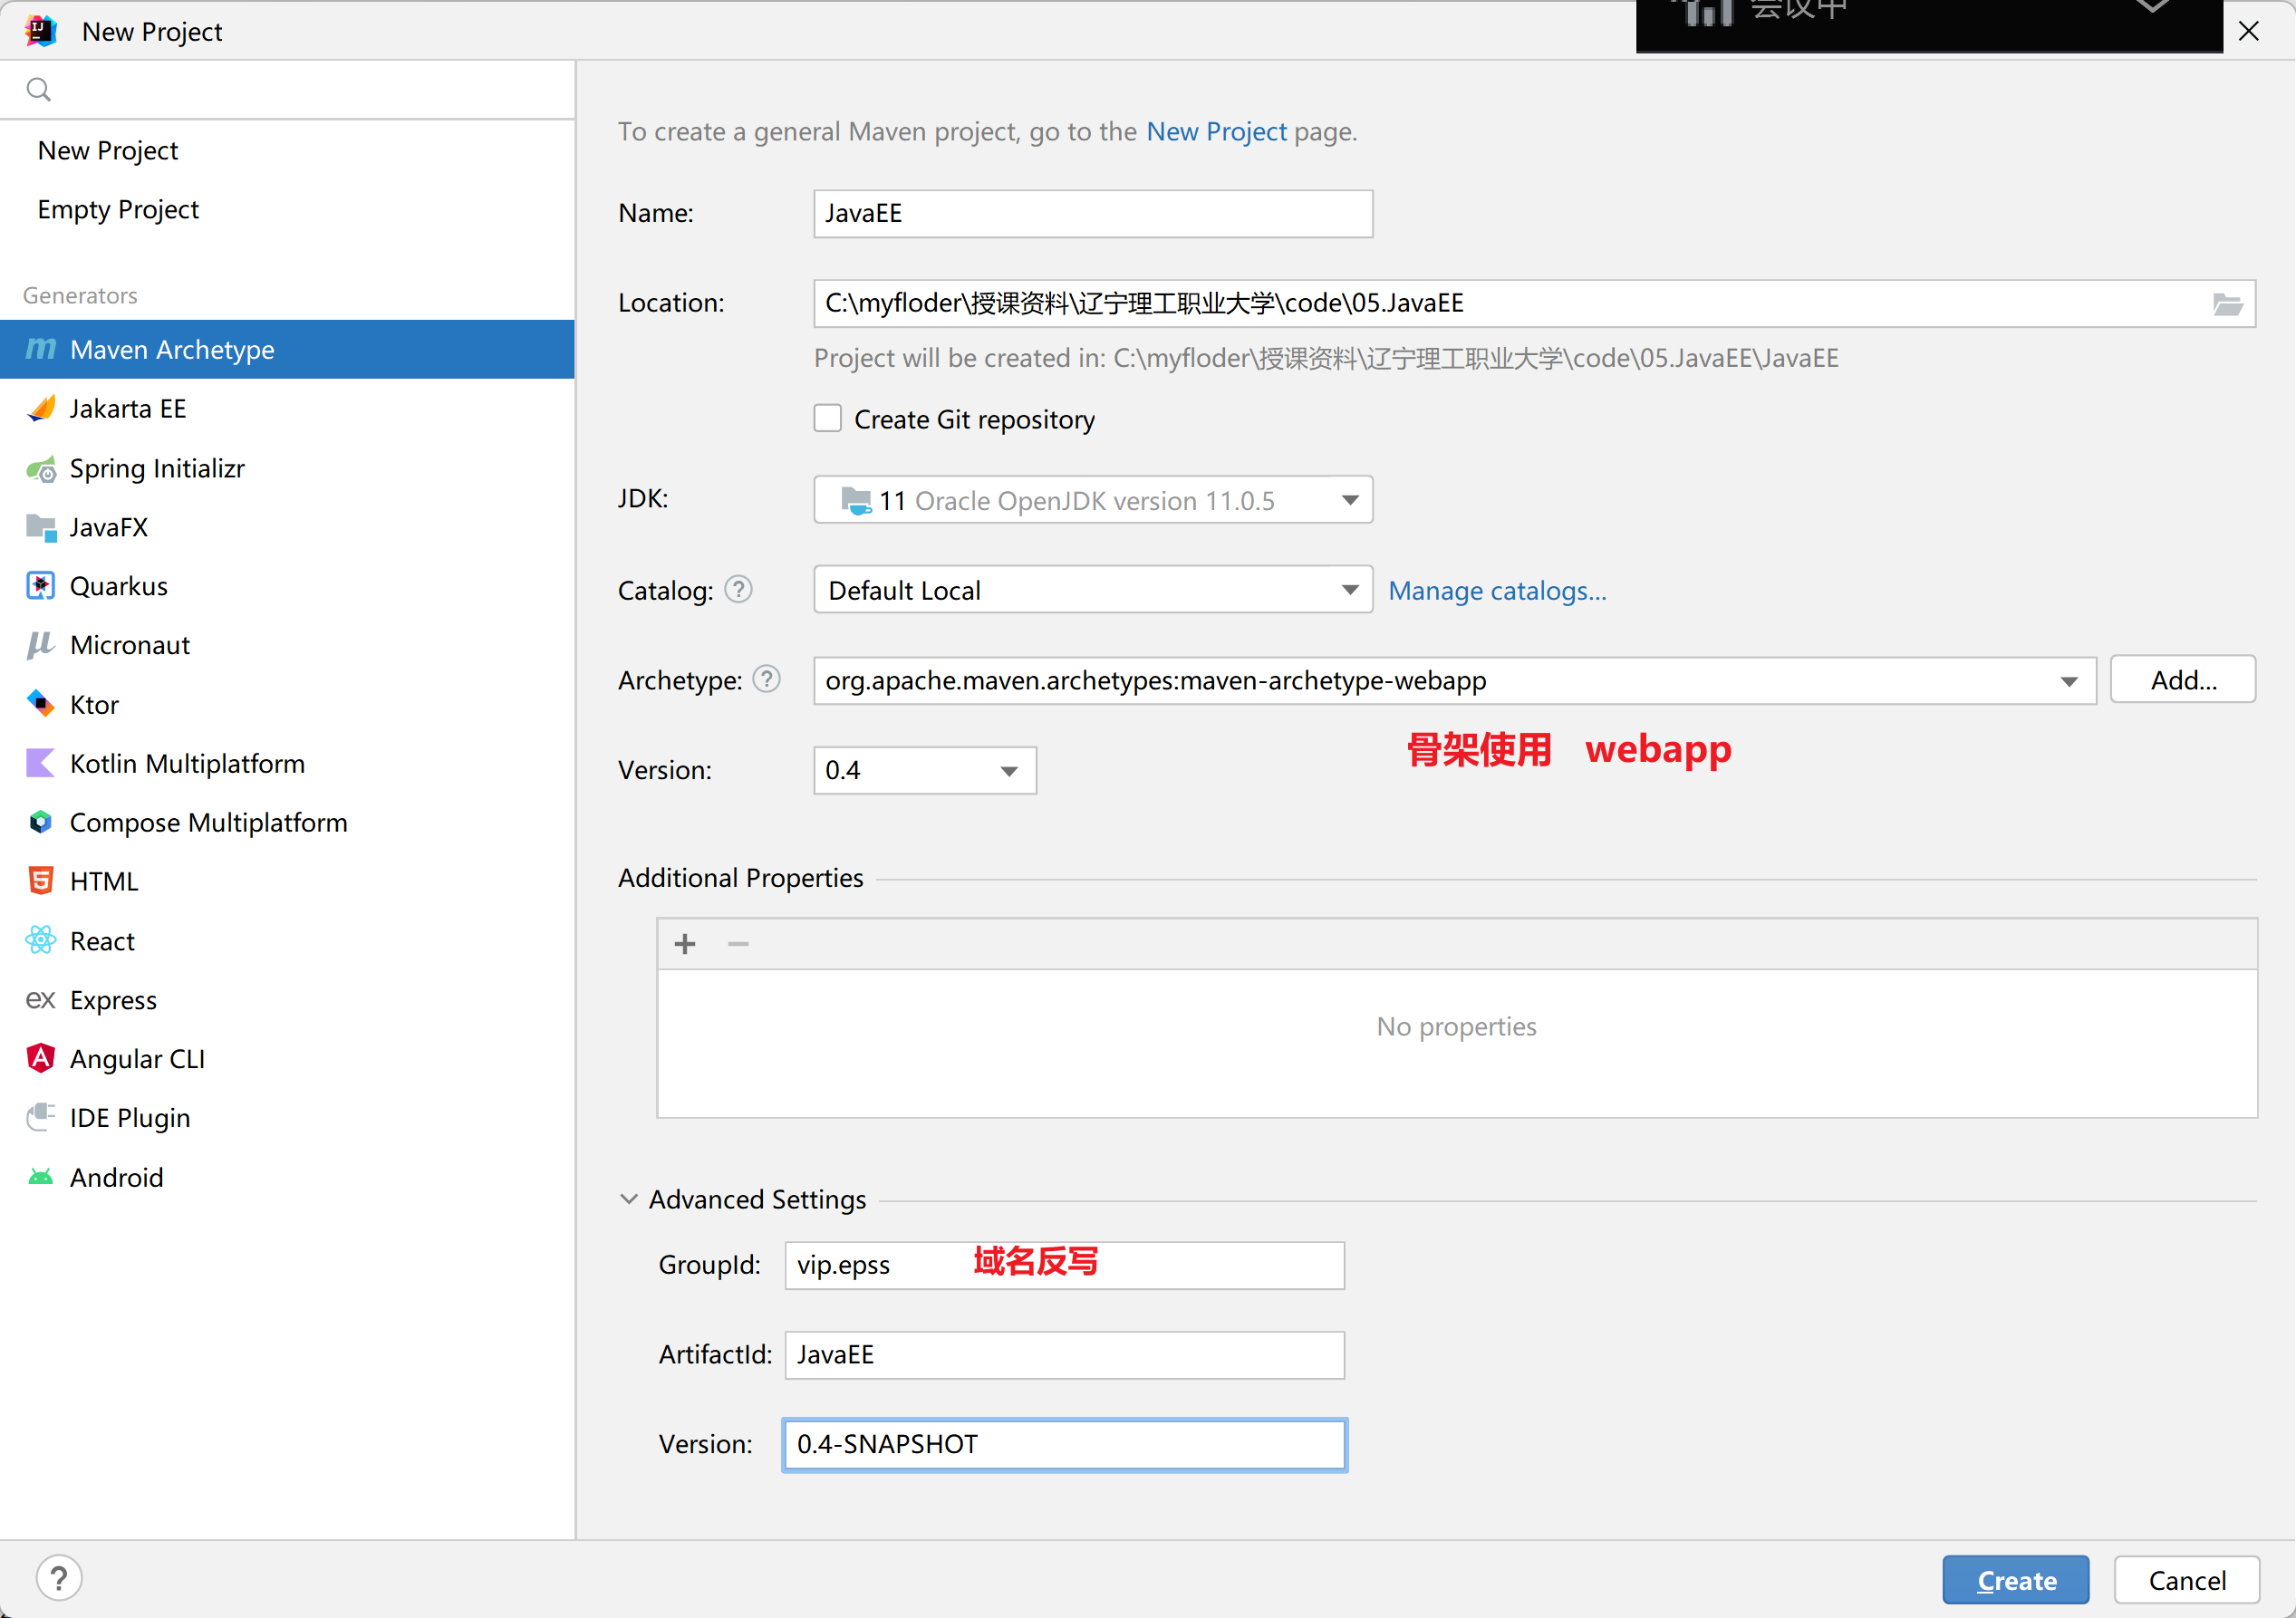 New Project
会议中
New Project
Empty Project
Generators
Maven Archetype
Jakarta EE
Spring Initializr
JavaFX
Quarkus
Micronaut
Ktor
Kotlin Multiplatform
Compose Multiplatform
HTML
React
ex Express
Angular CLI
IDE Plugin
Android
To create a general Maven project, go to the New Project page.
Name: JavaEE
Location: C:\myfloder\授课资料\辽宁理工职业大学\code\05.JavaEE
Project will be created in: C:\myfloder\授课资料\辽宁理工职业大学\code\05.JavaEE\JavaEE
Create Git repository
JDK: 11 Oracle OpenJDK version 11.0.5
Catalog: ? Default Local Manage catalogs...
Archetype: ? org.apache.maven.archetypes:maven-archetype-webapp Add...
骨架使用 webapp
Version: 0.4
Additional Properties
No properties
Advanced Settings
GroupId: vip.epss 域名反写
ArtifactId: JavaEE
Version: 0.4-SNAPSHOT
? Create Cancel